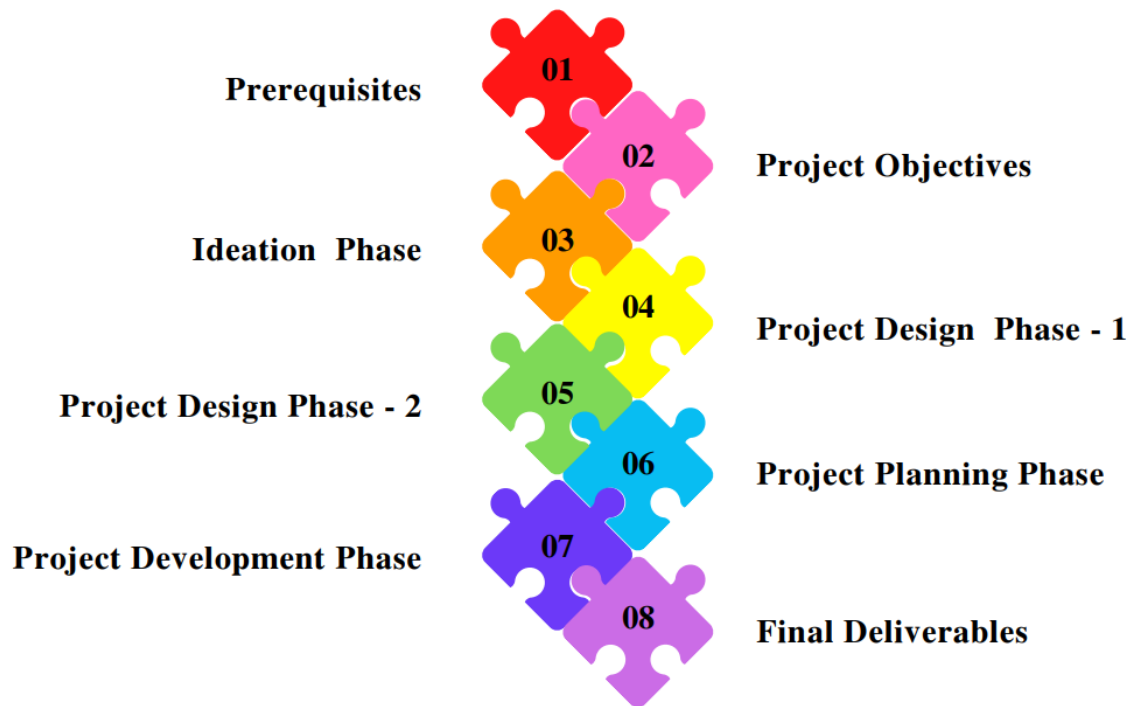 01
Prerequisites
02
Project Objectives
03
Ideation  Phase
04
Project Design  Phase - 1
05
Project Design Phase - 2
06
Project Planning Phase
07
Project Development Phase
08
Final Deliverables